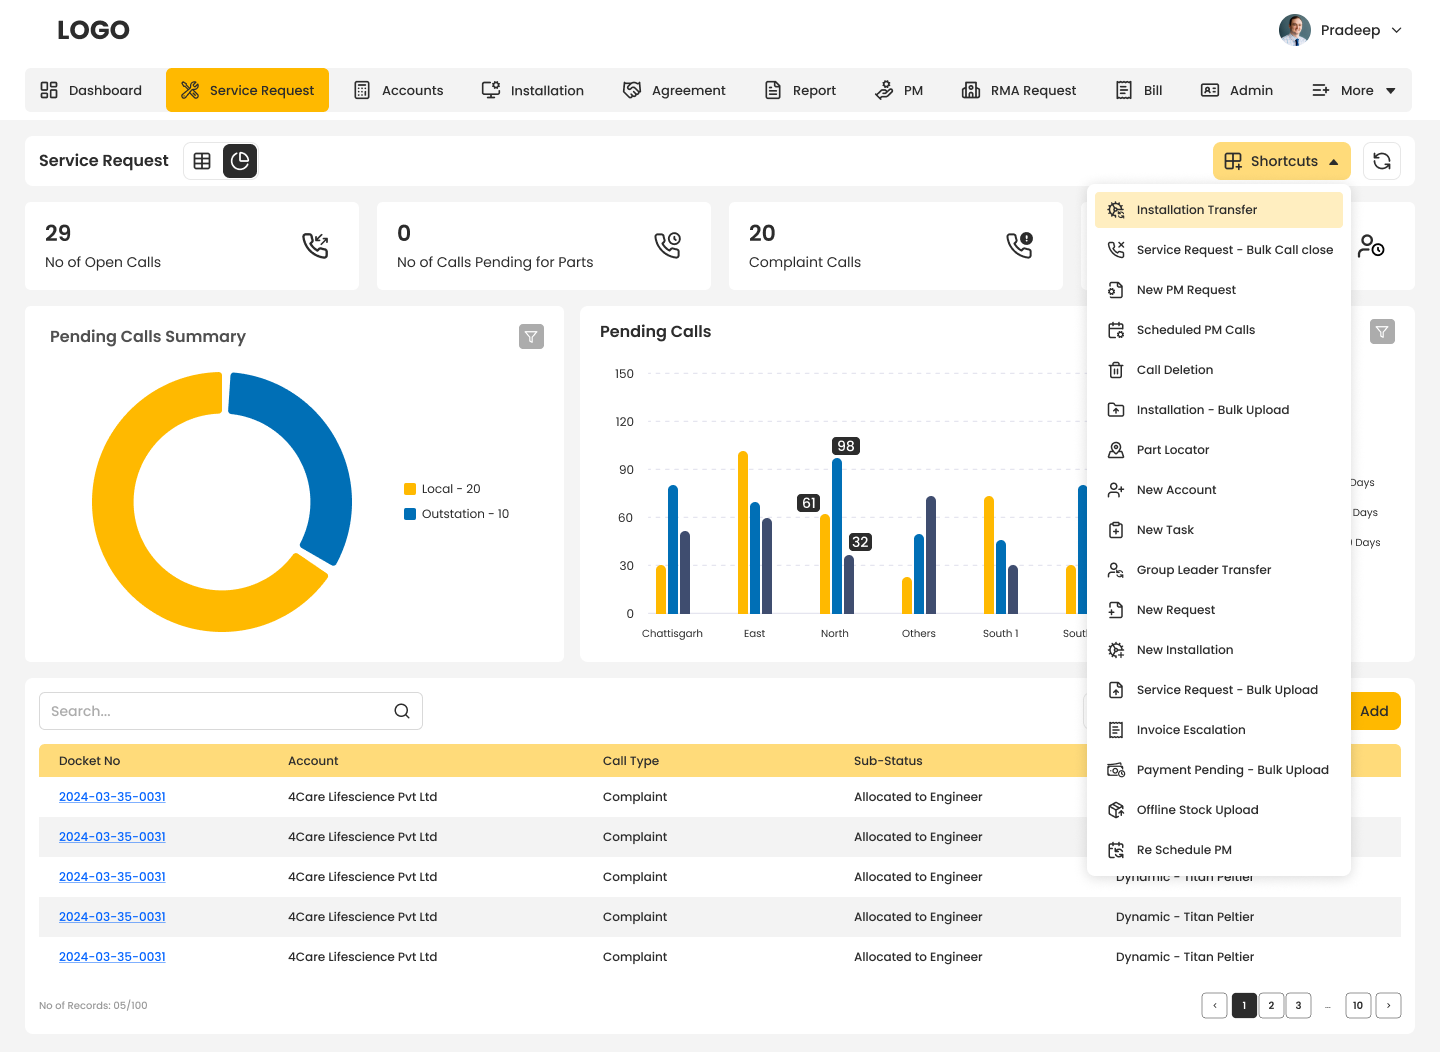 LOGO
Pradeep
Dashboard
Service Request
Accounts
Installation
Agreement
Report
PM
RMA Request
Bill
Admin
More
Service Request
Shortcuts
Installation Transfer
Service Request - Bulk Call close
New PM Request
Scheduled PM Calls
Call Deletion
Installation - Bulk Upload
Part Locator
New Account
New Task
Group Leader Transfer
New Request
New Installation
Service Request - Bulk Upload
Invoice Escalation
Payment Pending - Bulk Upload
Offline Stock Upload
Re Schedule PM
29
No of Open Calls
0
No of Calls Pending for Parts
20
Complaint Calls
Pending Calls Summary
Local - 20
Outstation - 10
Pending Calls
150
120
90
60
30
0
98
61
32
Chattisgarh
East
North
Others
South 1
Days
Days
Days
Search...
Add
Docket No Account Call Type Sub-Status
2024-03-35-0031 4Care Lifescience Pvt Ltd Complaint Allocated to Engineer
2024-03-35-0031 4Care Lifescience Pvt Ltd Complaint Allocated to Engineer
2024-03-35-0031 4Care Lifescience Pvt Ltd Complaint Allocated to Engineer Dynamic - Titan Peltier
2024-03-35-0031 4Care Lifescience Pvt Ltd Complaint Allocated to Engineer Dynamic - Titan Peltier
2024-03-35-0031 4Care Lifescience Pvt Ltd Complaint Allocated to Engineer Dynamic - Titan Peltier
No of Records: 05/100
‹ 1 2 3 ... 10 ›